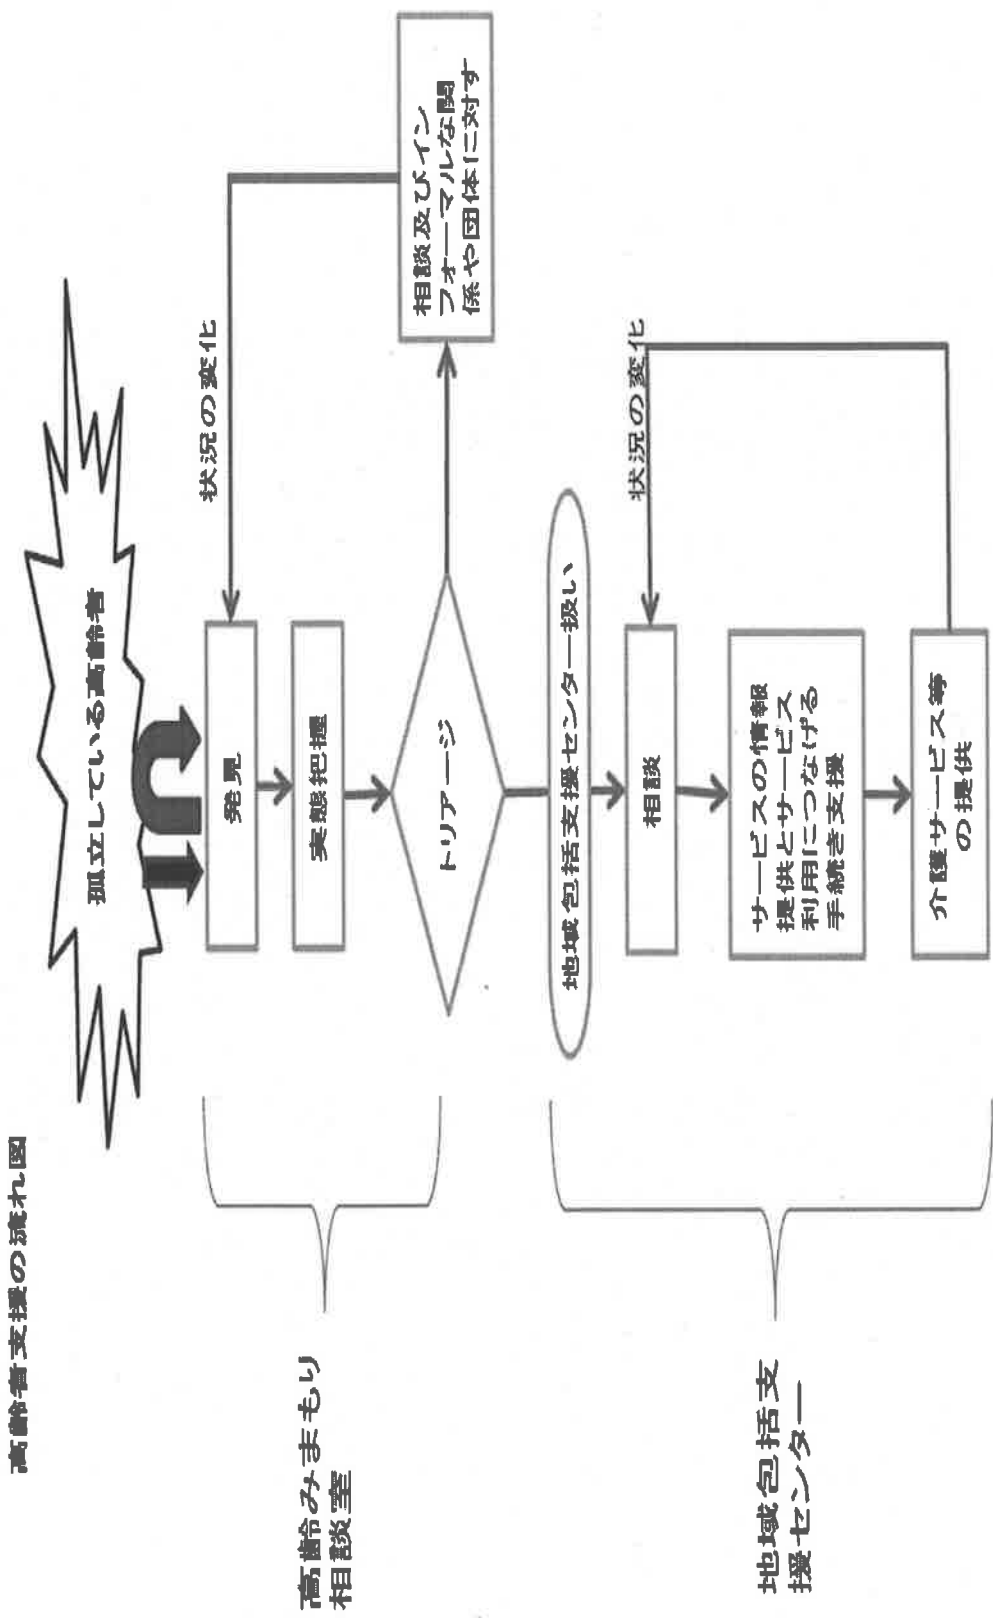 高齢者支援の流れ図
孤立している高齢者
高齢みまもり
相談室
発見
状況の変化
実態把握
トリアージ
相談及びイン
フォーマルな関
係や団体に対す
地域包括支援センター扱い
地域包括支
援センター
相談
状況の変化
サービスの情報
提供とサービス
利用につなげる
手続き支援
介護サービス等
の提供